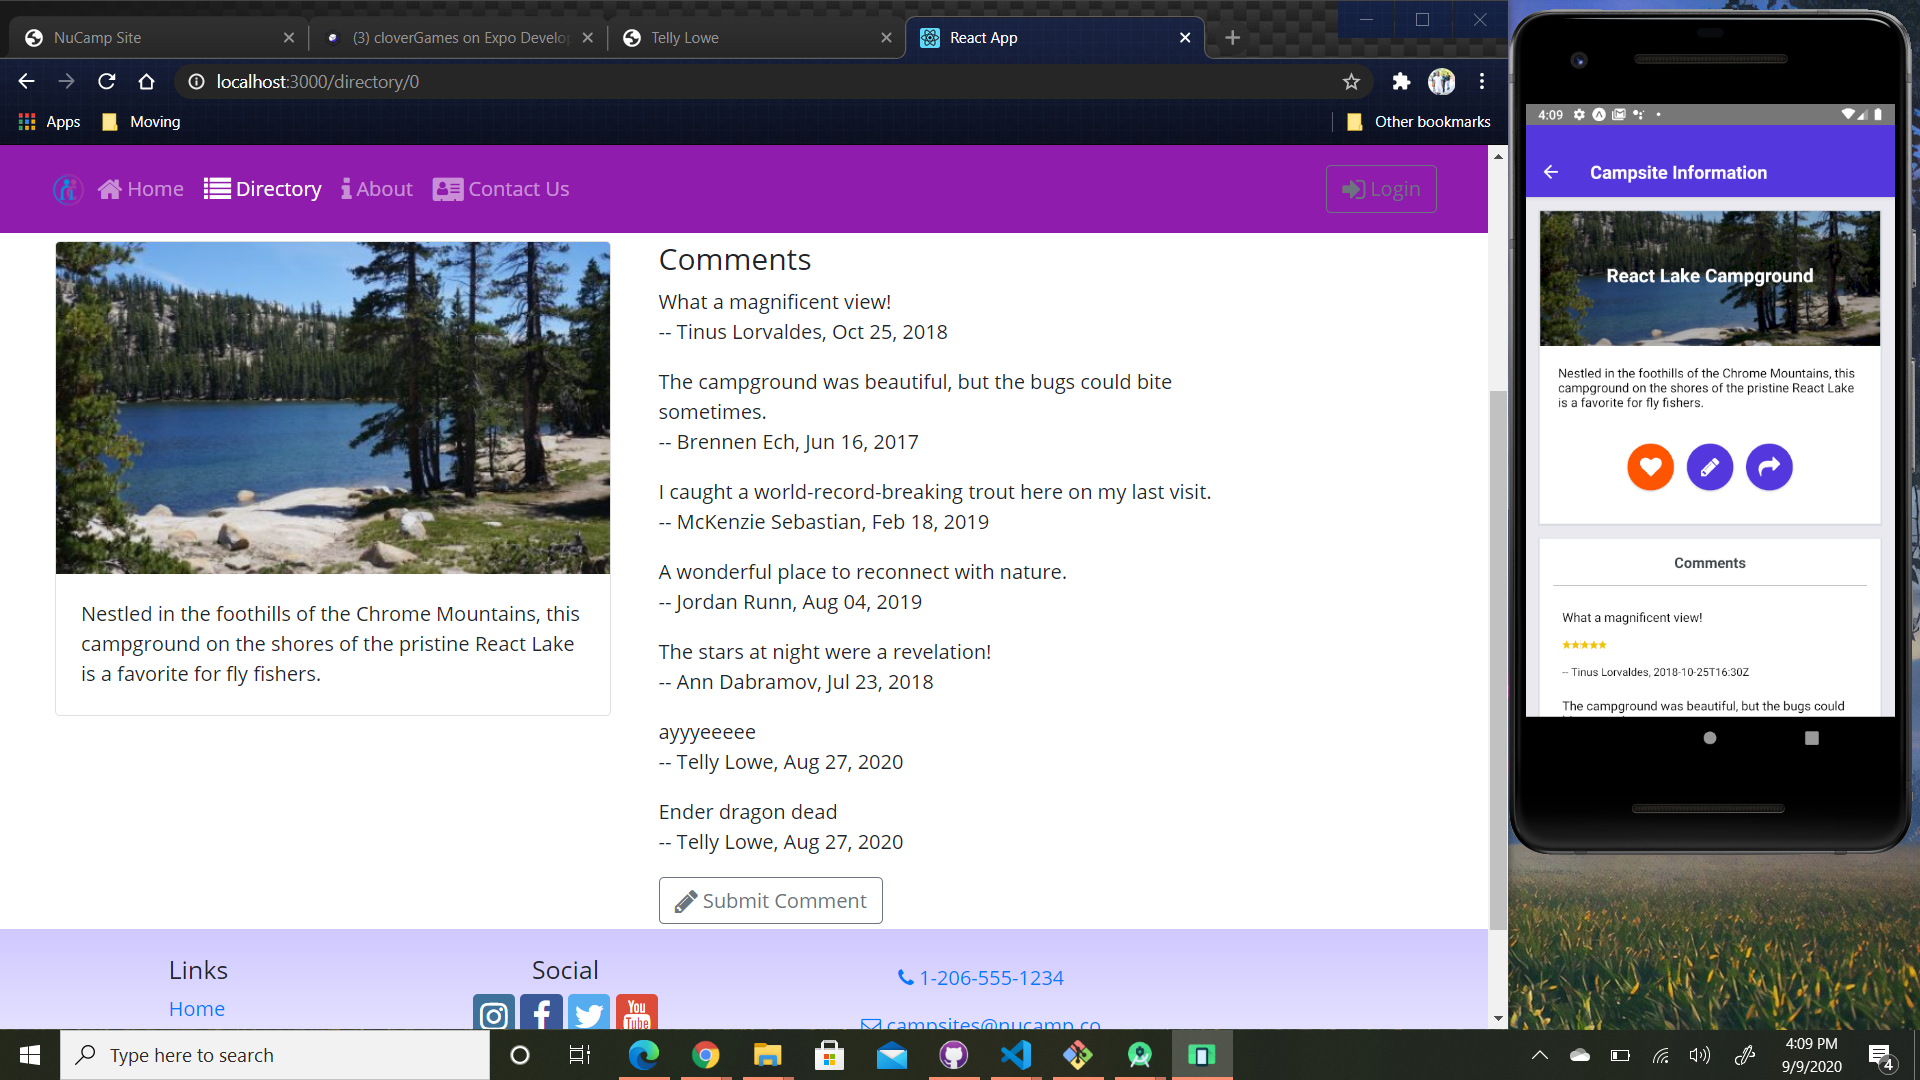 NuCamp Site
(3) cloverGames on Expo Develop
Telly Lowe
React App
localhost:3000/directory/0
Apps
Moving
Other bookmarks
Home
Directory
About
Contact Us
Login
Comments
What a magnificent view!
-- Tinus Lorvaldes, Oct 25, 2018
The campground was beautiful, but the bugs could bite
sometimes.
-- Brennen Ech, Jun 16, 2017
I caught a world-record-breaking trout here on my last visit.
-- McKenzie Sebastian, Feb 18, 2019
A wonderful place to reconnect with nature.
-- Jordan Runn, Aug 04, 2019
The stars at night were a revelation!
-- Ann Dabramov, Jul 23, 2018
ayyyeeeee
-- Telly Lowe, Aug 27, 2020
Ender dragon dead
-- Telly Lowe, Aug 27, 2020
Submit Comment
Nestled in the foothills of the Chrome Mountains, this
campground on the shores of the pristine React Lake
is a favorite for fly fishers.
Links
Home
Social
You
Tube
1-206-555-1234
campsites@nucamp.co
4:09
Campsite Information
React Lake Campground
Nestled in the foothills of the Chrome Mountains, this
campground on the shores of the pristine React Lake
is a favorite for fly fishers.
Comments
What a magnificent view!
-- Tinus Lorvaldes, 2018-10-25T16:30Z
The campground was beautiful, but the bugs could
Type here to search
4:09 PM
9/9/2020
4